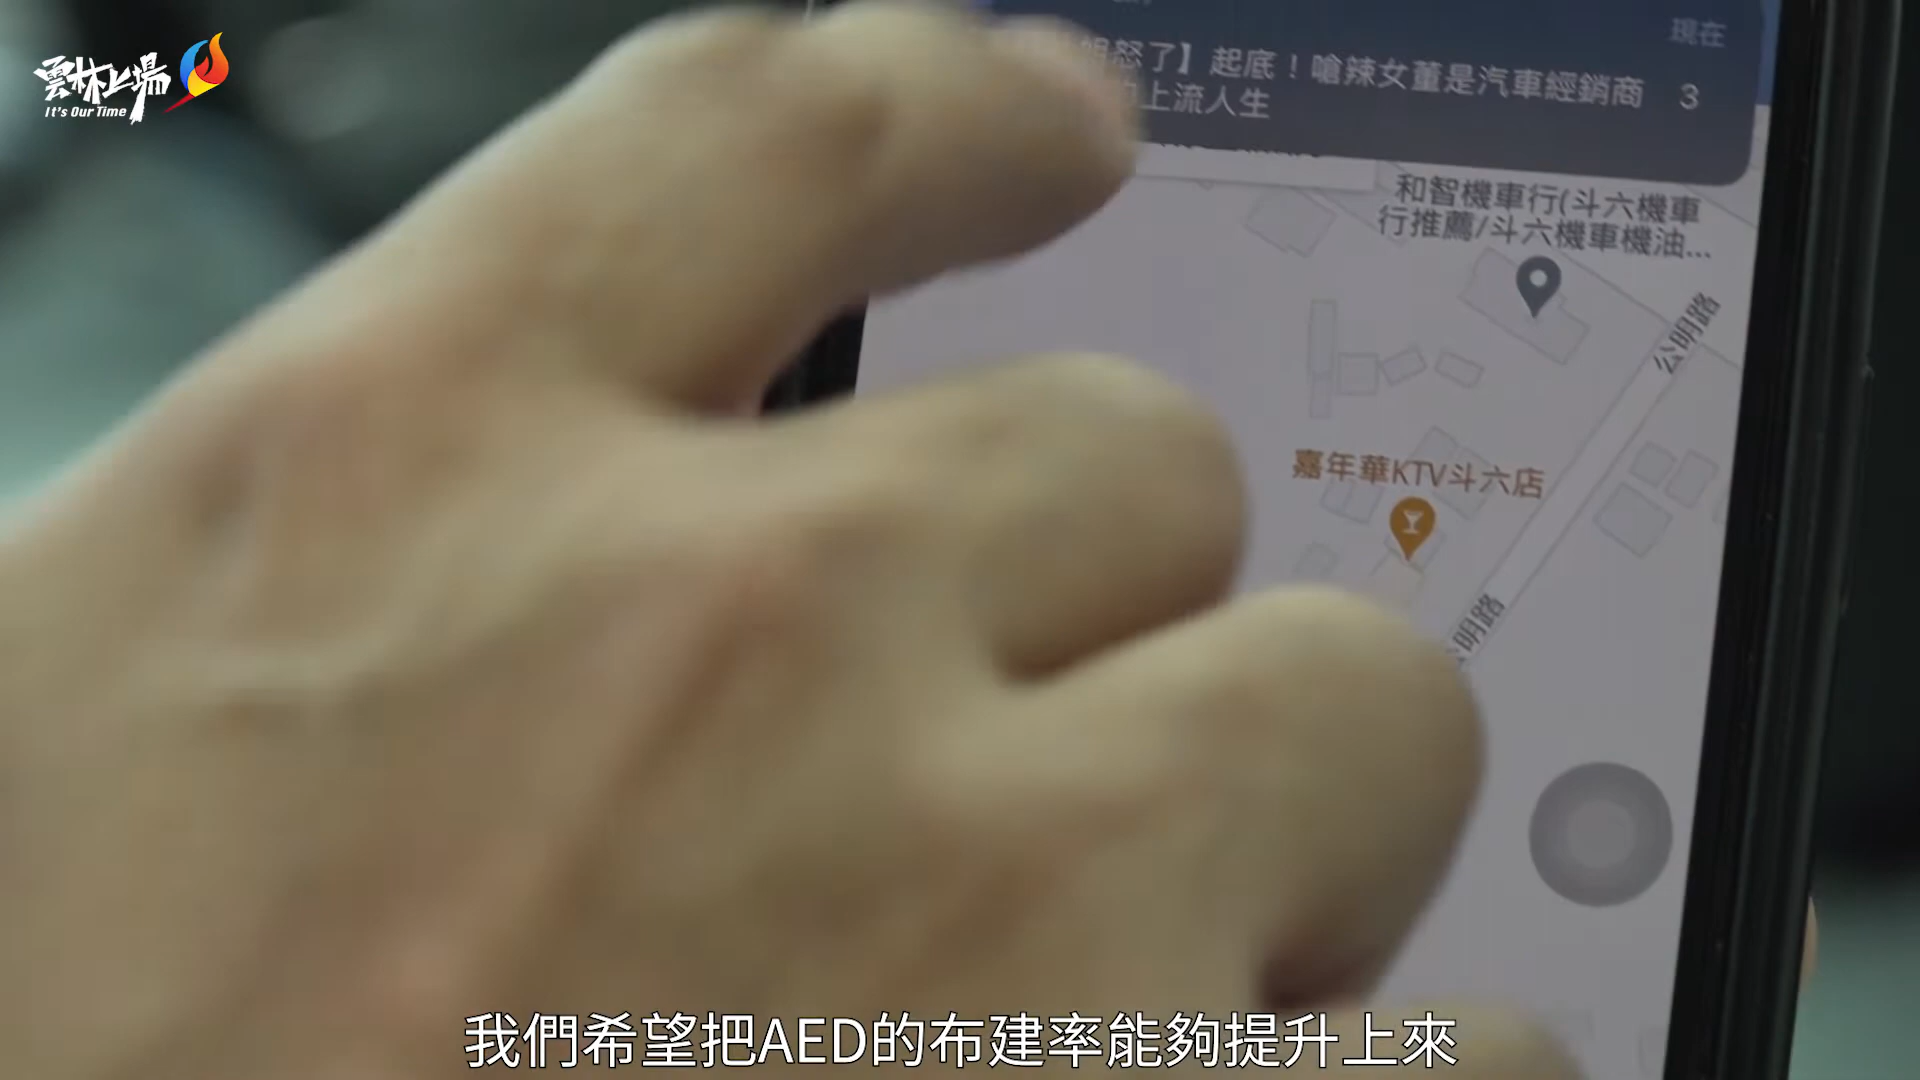 雲林上場
It's Our Time
現在
怒了】起底！嗆辣女董是汽車經銷商 3
上流人生
和智機車行(斗六機車
行推薦/斗六機車機油...
公明路
嘉年華KTV斗六店
公明路
我們希望把AED的布建率能夠提升上來